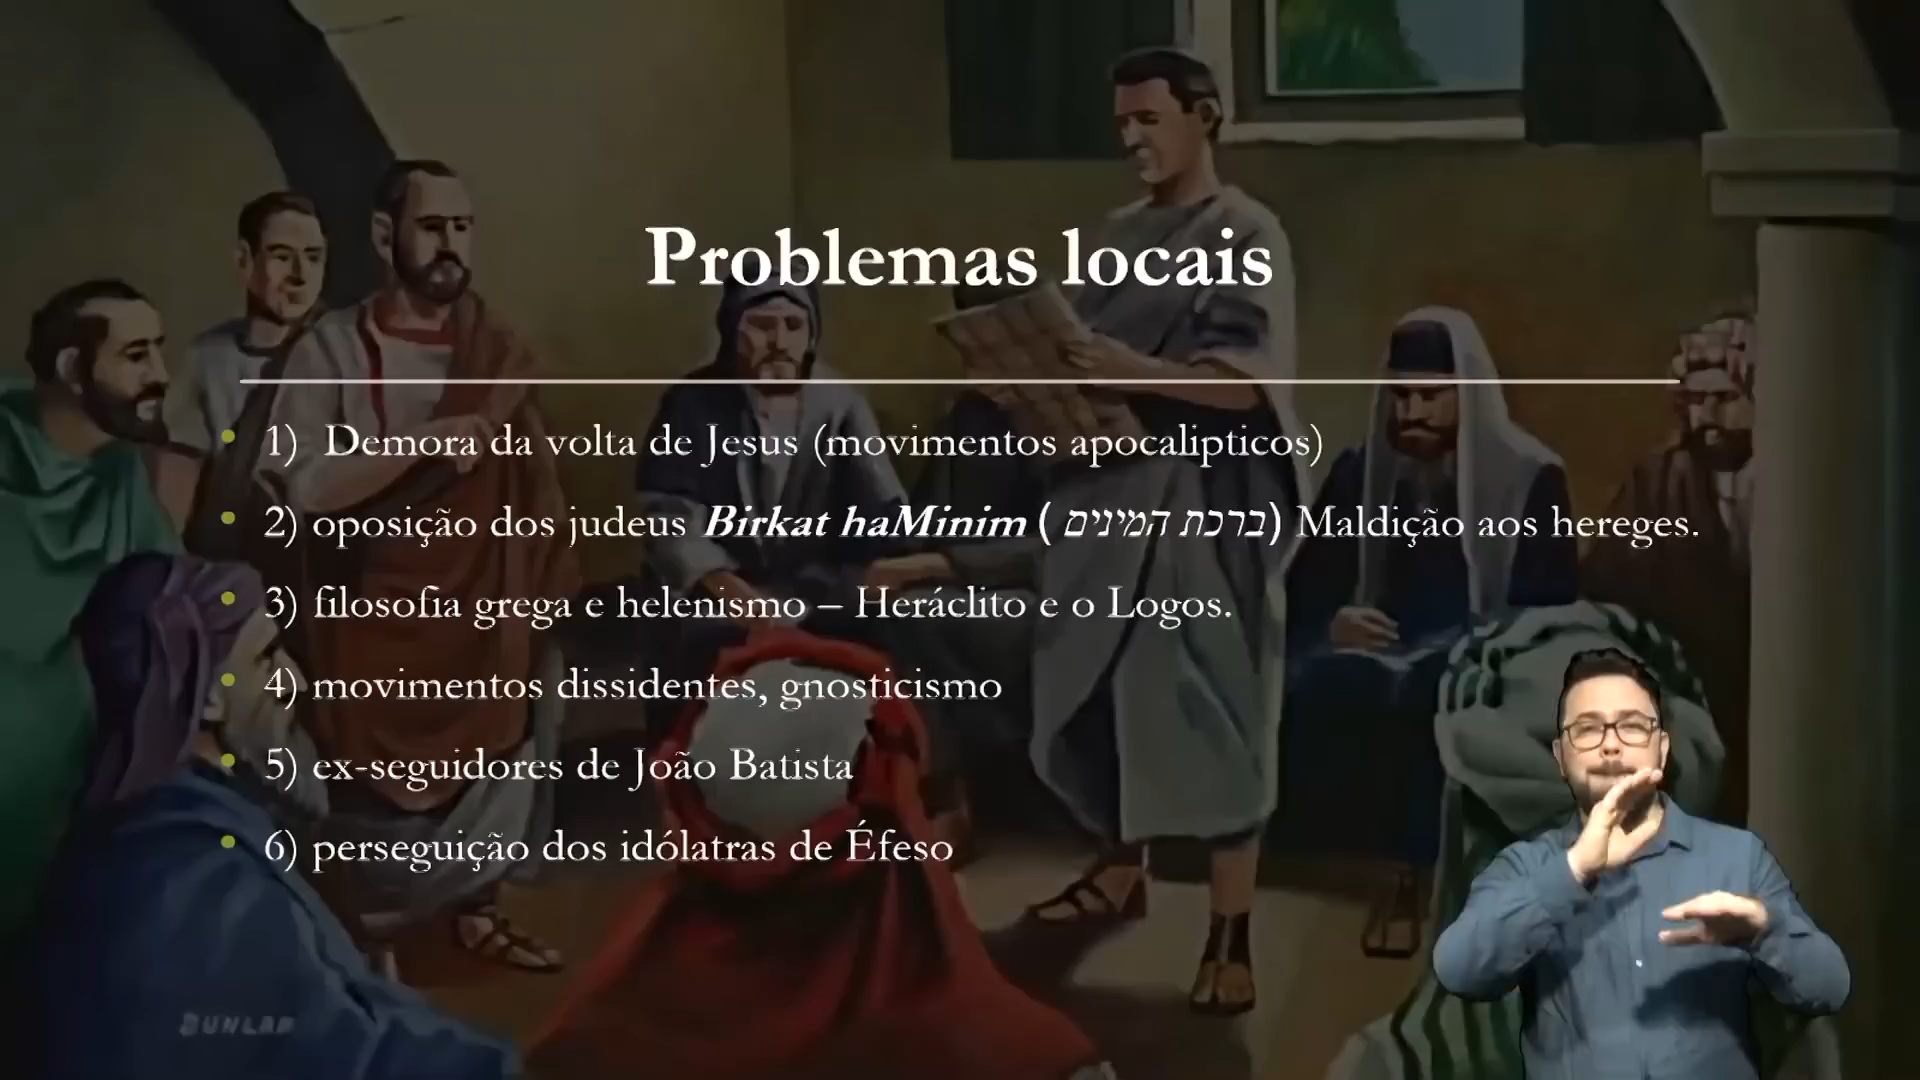 Problemas locais
1) Demora da volta de Jesus (movimentos apocalipticos)
2) oposição dos judeus Birkat haMinim ( ברכת המינים) Maldição aos hereges.
3) filosofia grega e helenismo – Heráclito e o Logos.
4) movimentos dissidentes, gnosticismo
5) ex-seguidores de João Batista
6) perseguição dos idólatras de Éfeso
DUNLAP